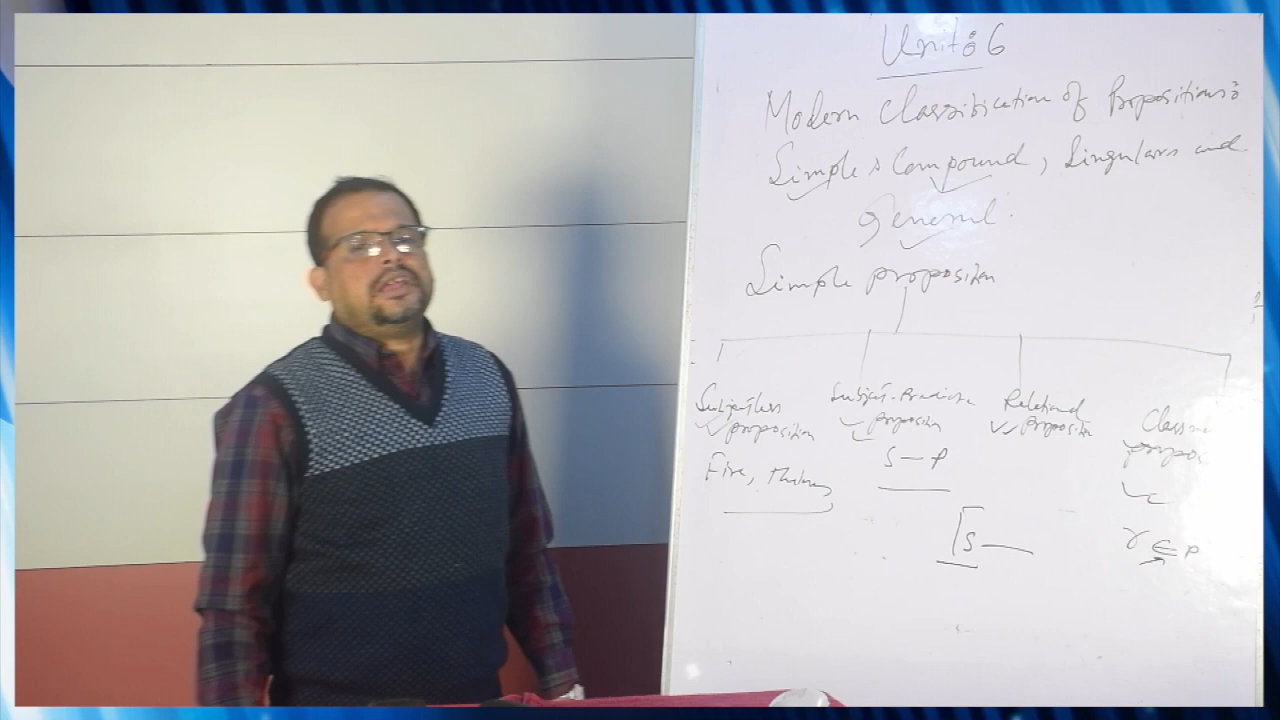 Unit: 6
Modern Classification of Propositions:
Simple, Compound, Singulars and
General.
Simple proposition
Subjectless
proposition
Subject-Predicate
proposition
Relational
proposition
Class
propos
Fire,
S — P
[S —
γ ∈ P